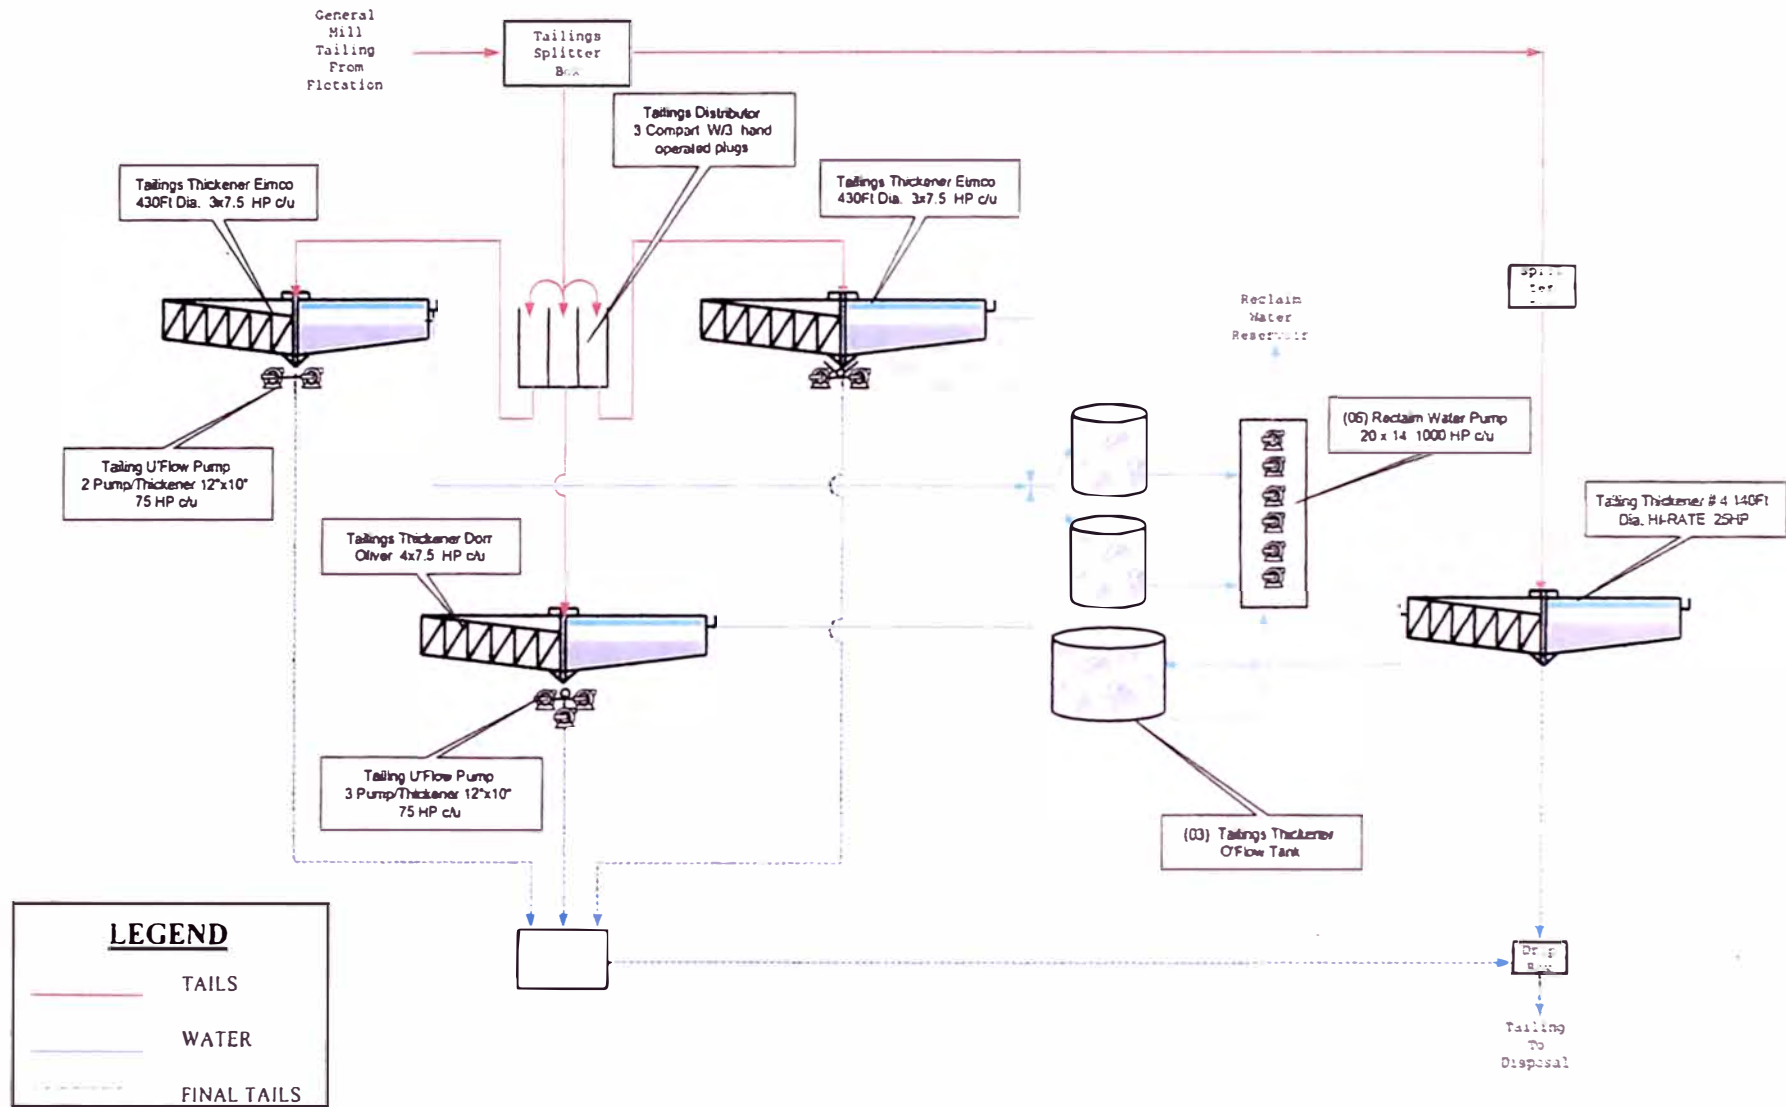 General
Mill
Tailing
From
Flotation
Tailings
Splitter
Box
Tailings Distributor
3 Compart W/3 hand
operated plugs
Tailings Thickener Eimco
430Ft Dia. 3x7.5 HP c/u
Tailings Thickener Eimco
430Ft Dia. 3x7.5 HP c/u
Reclaim
Water
Reservoir
(06) Reclaim Water Pump
20 x 14 1000 HP c/u
Tailing U'Flow Pump
2 Pump/Thickener 12"x10"
75 HP c/u
Tailing Thickener # 4 140Ft
Dia. HI-RATE 25HP
Tailings Thickener Dorr
Oliver 4x7.5 HP c/u
Tailing U'Flow Pump
3 Pump/Thickener 12"x10"
75 HP c/u
(03) Tailings Thickener
O'Flow Tank
LEGEND
TAILS
WATER
FINAL TAILS
Drop
Box
Tailing
To
Disposal